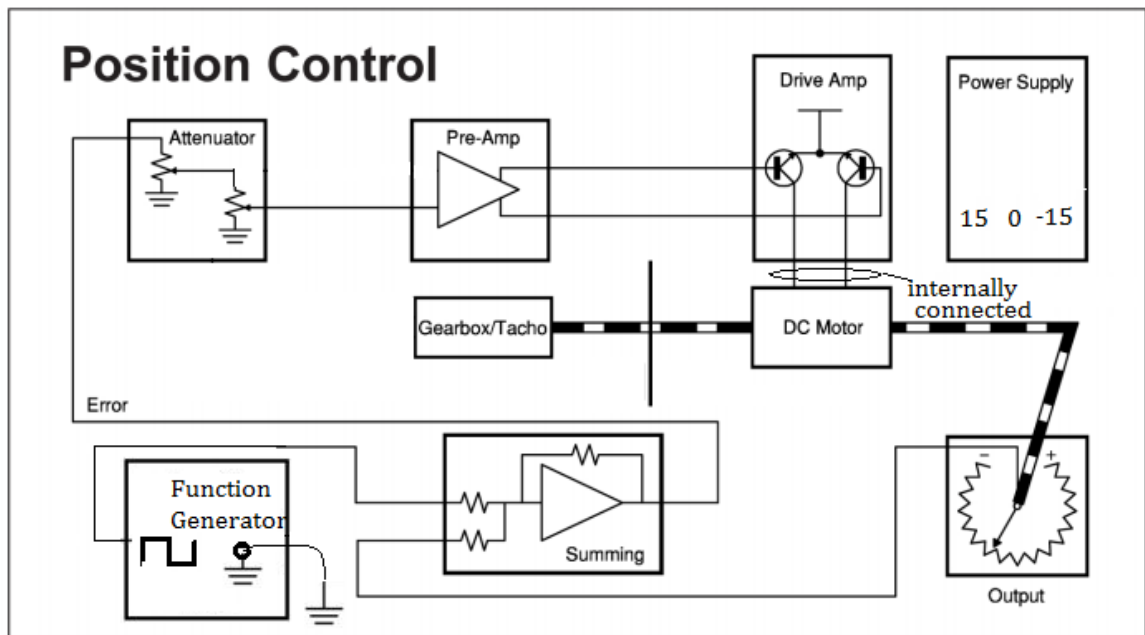 Position Control
Attenuator
Pre-Amp
Drive Amp
Power Supply
15 0 -15
internally
connected
Gearbox/Tacho
DC Motor
Error
Function
Generator
Summing
- +
Output